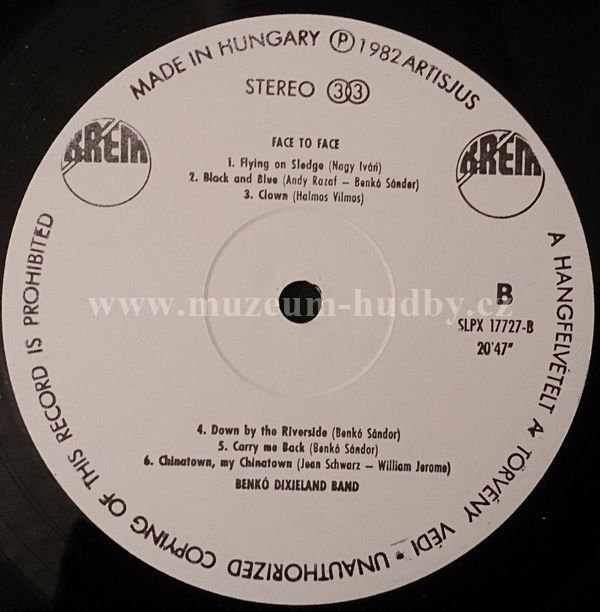 MADE IN HUNGARY Ⓟ 1982 ARTISJUS
STEREO 33
KRÉM
KRÉM
FACE TO FACE
1. Flying on Sledge (Nagy Iván)
2. Black and Blue (Andy Razaf – Benkó Sándor)
3. Clown (Halmos Vilmos)
www.muzeum-hudby.cz
B
SLPX 17727-B
20'47"
4. Down by the Riverside (Benkó Sándor)
5. Carry me Back (Benkó Sándor)
6. Chinatown, my Chinatown (Jean Schwarz – William Jerome)
BENKÓ DIXIELAND BAND
A HANGFELVÉTELT A TÖRVÉNY VÉDI • UNAUTHORIZED COPYING OF THIS RECORD IS PROHIBITED